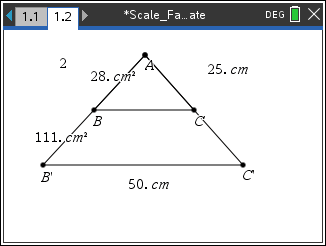 1.1 1.2 *Scale_Fa...ate DEG
2
28. cm² A 25. cm
B C
111. cm²
B' C'
50. cm